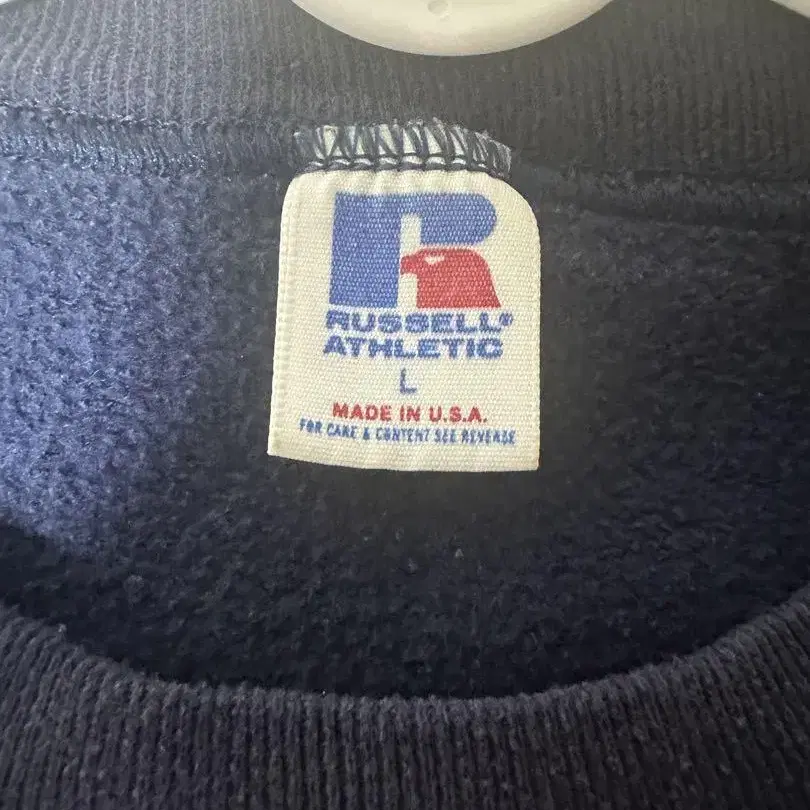 RUSSELL®
ATHLETIC
L
MADE IN U.S.A.
FOR CARE & CONTENT SEE REVERSE